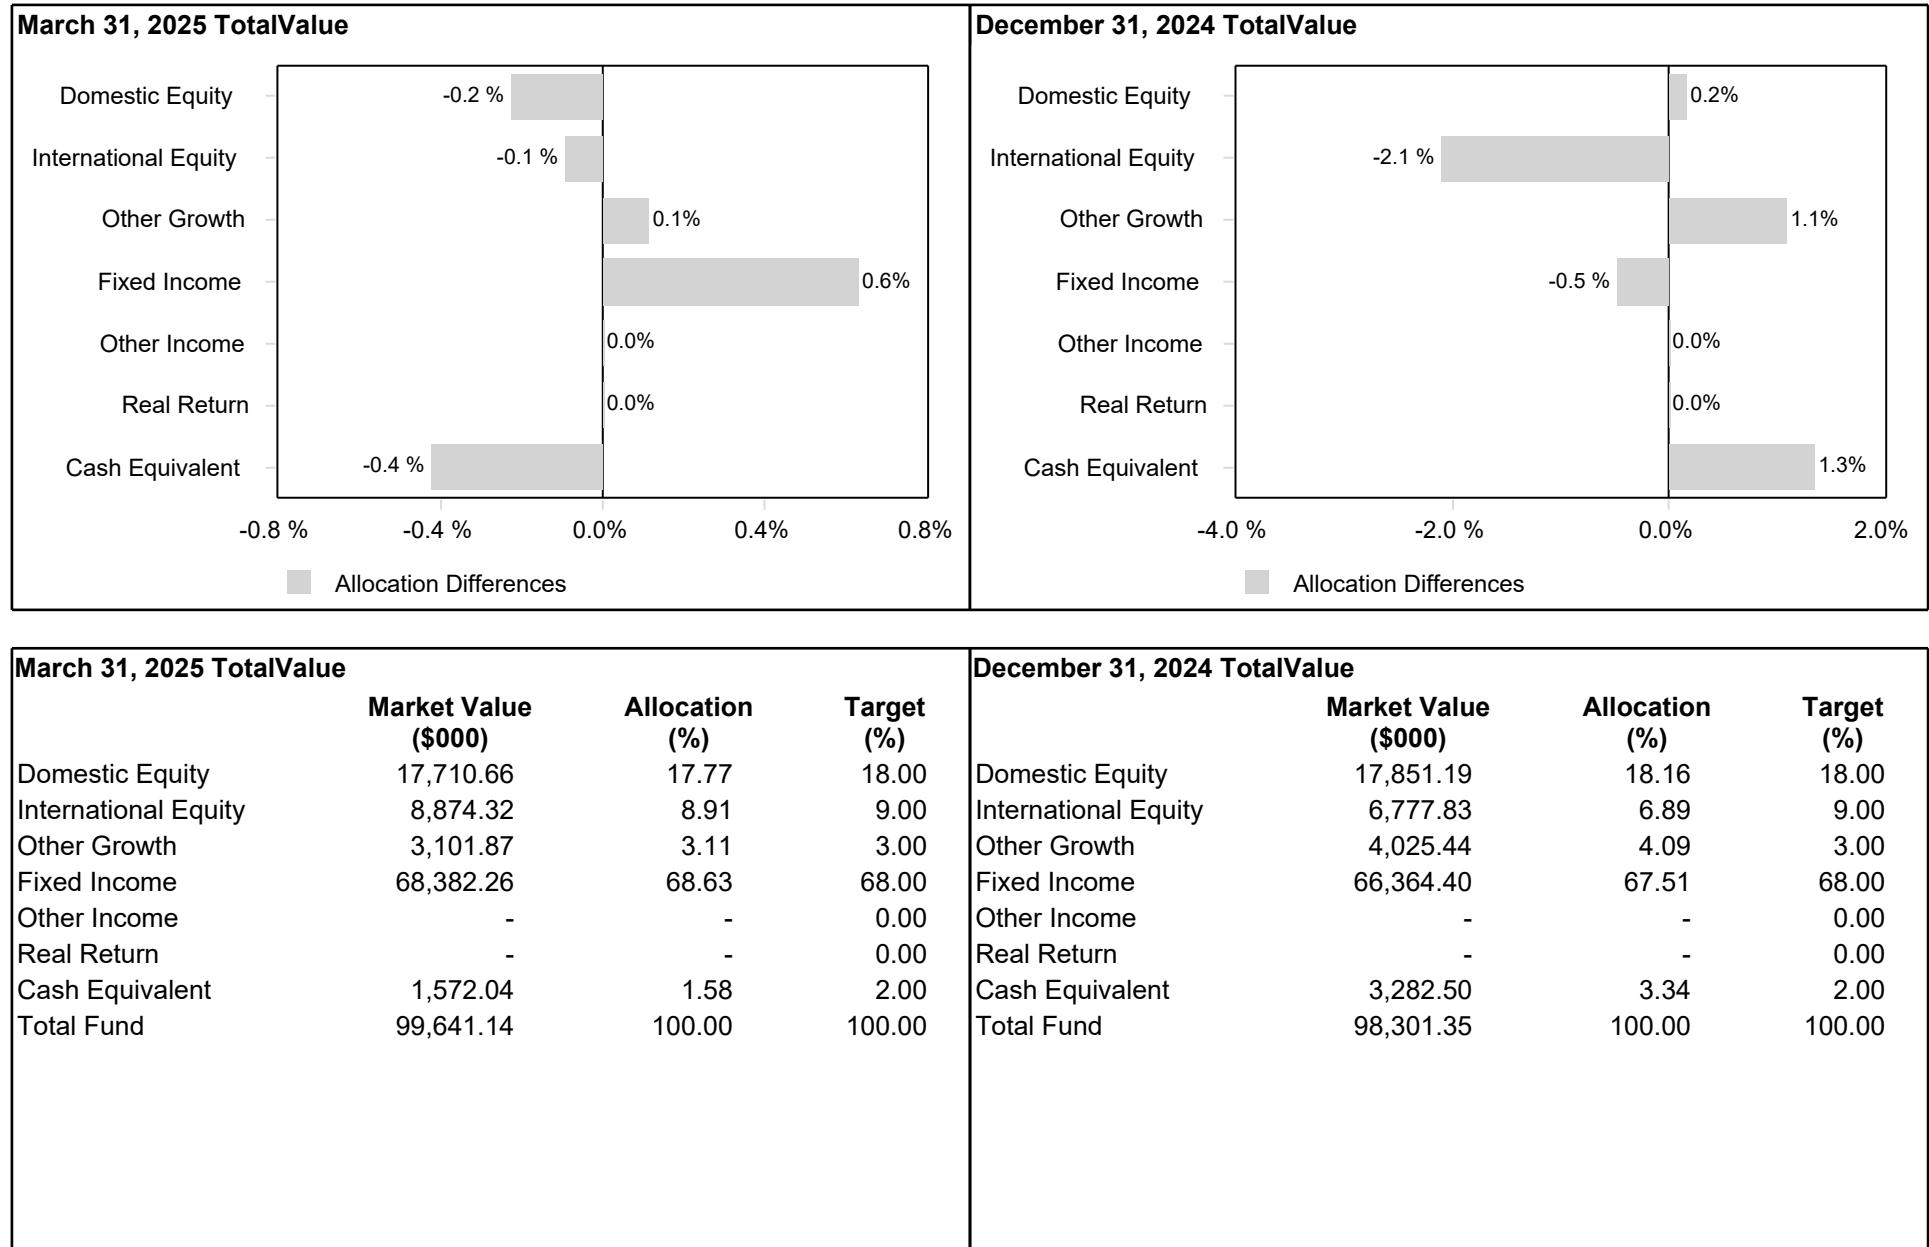 March 31, 2025 TotalValue
Domestic Equity -0.2 %
International Equity -0.1 %
Other Growth 0.1%
Fixed Income 0.6%
Other Income 0.0%
Real Return 0.0%
Cash Equivalent -0.4 %
-0.8 % -0.4 % 0.0% 0.4% 0.8%
Allocation Differences
December 31, 2024 TotalValue
Domestic Equity 0.2%
International Equity -2.1 %
Other Growth 1.1%
Fixed Income -0.5 %
Other Income 0.0%
Real Return 0.0%
Cash Equivalent 1.3%
-4.0 % -2.0 % 0.0% 2.0%
Allocation Differences
March 31, 2025 TotalValue
Market Value Allocation Target
($000) (%) (%)
Domestic Equity 17,710.66 17.77 18.00
International Equity 8,874.32 8.91 9.00
Other Growth 3,101.87 3.11 3.00
Fixed Income 68,382.26 68.63 68.00
Other Income - - 0.00
Real Return - - 0.00
Cash Equivalent 1,572.04 1.58 2.00
Total Fund 99,641.14 100.00 100.00
December 31, 2024 TotalValue
Market Value Allocation Target
($000) (%) (%)
Domestic Equity 17,851.19 18.16 18.00
International Equity 6,777.83 6.89 9.00
Other Growth 4,025.44 4.09 3.00
Fixed Income 66,364.40 67.51 68.00
Other Income - - 0.00
Real Return - - 0.00
Cash Equivalent 3,282.50 3.34 2.00
Total Fund 98,301.35 100.00 100.00